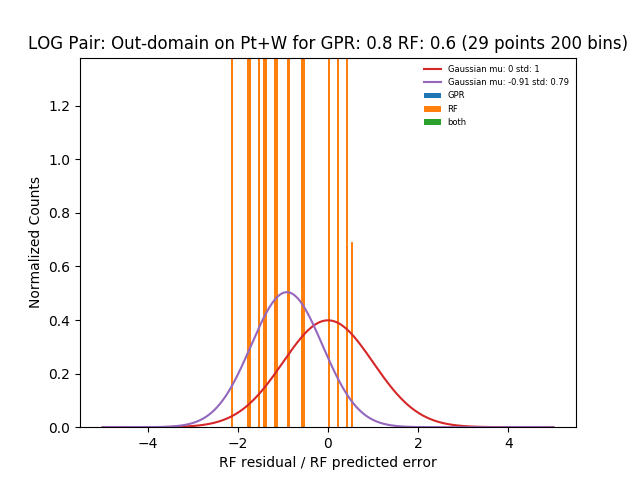 LOG Pair: Out-domain on Pt+W for GPR: 0.8 RF: 0.6 (29 points 200 bins)
Gaussian mu: 0 std: 1
Gaussian mu: -0.91 std: 0.79
GPR
RF
both
Normalized Counts
1.2
1.0
0.8
0.6
0.4
0.2
0.0
−4
−2
0
2
4
RF residual / RF predicted error